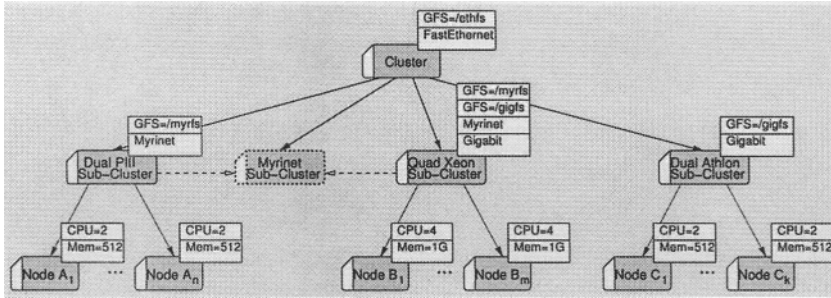 GFS=/ethfs
FastEthernet
Cluster
GFS=/myrfs
Myrinet
Dual PIII
Sub-Cluster
Myrinet
Sub-Cluster
GFS=/myrfs
GFS=/gigfs
Myrinet
Gigabit
Quad Xeon
Sub-Cluster
GFS=/gigfs
Gigabit
Dual Athlon
Sub-Cluster
CPU=2
Mem=512
Node A1
...
CPU=2
Mem=512
Node An
CPU=4
Mem=1G
Node B1
...
CPU=4
Mem=1G
Node Bm
CPU=2
Mem=512
Node C1
...
CPU=2
Mem=512
Node Ck